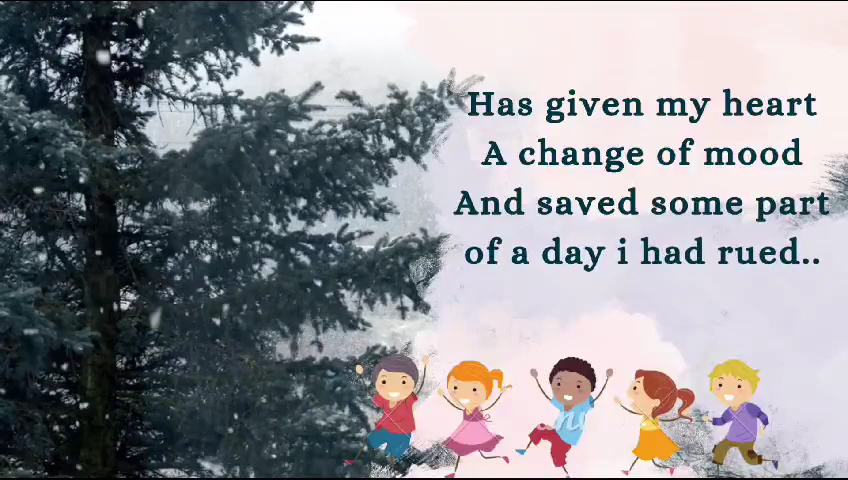 Has given my heart
A change of mood
And saved some part
of a day i had rued..